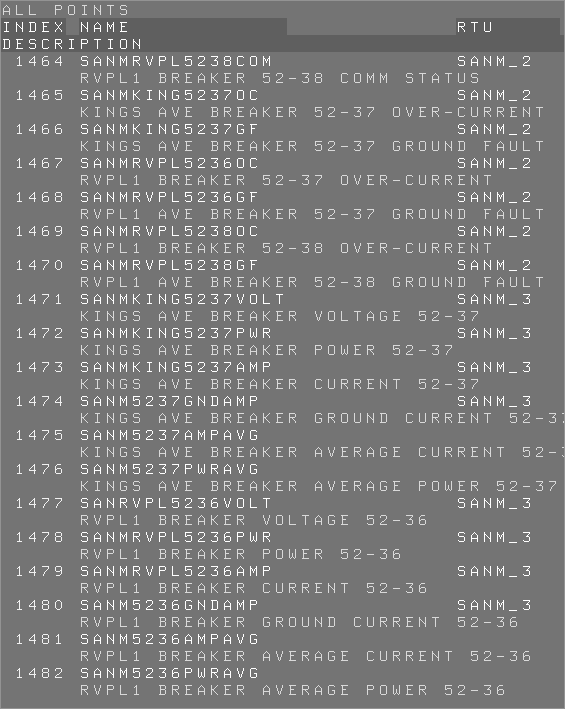 ALL POINTS
INDEX NAME RTU
DESCRIPTION
1464 SANMRVPL5238COM SANM_2
RVPL1 BREAKER 52-38 COMM STATUS
1465 SANMKING5237OC SANM_2
KINGS AVE BREAKER 52-37 OVER-CURRENT
1466 SANMKING5237GF SANM_2
KINGS AVE BREAKER 52-37 GROUND FAULT
1467 SANMRVPL5236OC SANM_2
RVPL1 BREAKER 52-37 OVER-CURRENT
1468 SANMRVPL5236GF SANM_2
RVPL1 AVE BREAKER 52-37 GROUND FAULT
1469 SANMRVPL5238OC SANM_2
RVPL1 BREAKER 52-38 OVER-CURRENT
1470 SANMRVPL5238GF SANM_2
RVPL1 AVE BREAKER 52-38 GROUND FAULT
1471 SANMKING5237VOLT SANM_3
KINGS AVE BREAKER VOLTAGE 52-37
1472 SANMKING5237PWR SANM_3
KINGS AVE BREAKER POWER 52-37
1473 SANMKING5237AMP SANM_3
KINGS AVE BREAKER CURRENT 52-37
1474 SANM5237GNDAMP SANM_3
KINGS AVE BREAKER GROUND CURRENT 52-37
1475 SANM5237AMPAVG
KINGS AVE BREAKER AVERAGE CURRENT 52-
1476 SANM5237PWRAVG
KINGS AVE BREAKER AVERAGE POWER 52-37
1477 SANRVPL5236VOLT SANM_3
RVPL1 BREAKER VOLTAGE 52-36
1478 SANMRVPL5236PWR SANM_3
RVPL1 BREAKER POWER 52-36
1479 SANMRVPL5236AMP SANM_3
RVPL1 BREAKER CURRENT 52-36
1480 SANM5236GNDAMP SANM_3
RVPL1 BREAKER GROUND CURRENT 52-36
1481 SANM5236AMPAVG
RVPL1 BREAKER AVERAGE CURRENT 52-36
1482 SANM5236PWRAVG
RVPL1 BREAKER AVERAGE POWER 52-36